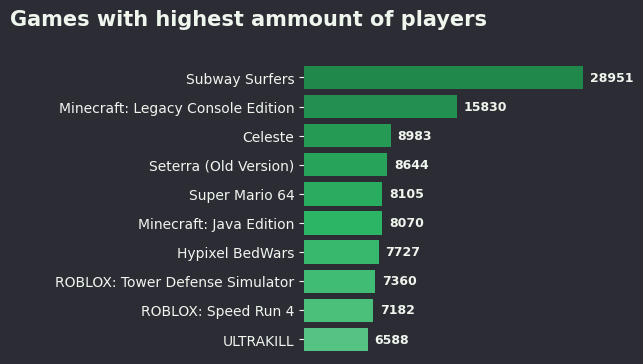 Games with highest ammount of players
Subway Surfers 28951
Minecraft: Legacy Console Edition 15830
Celeste 8983
Seterra (Old Version) 8644
Super Mario 64 8105
Minecraft: Java Edition 8070
Hypixel BedWars 7727
ROBLOX: Tower Defense Simulator 7360
ROBLOX: Speed Run 4 7182
ULTRAKILL 6588